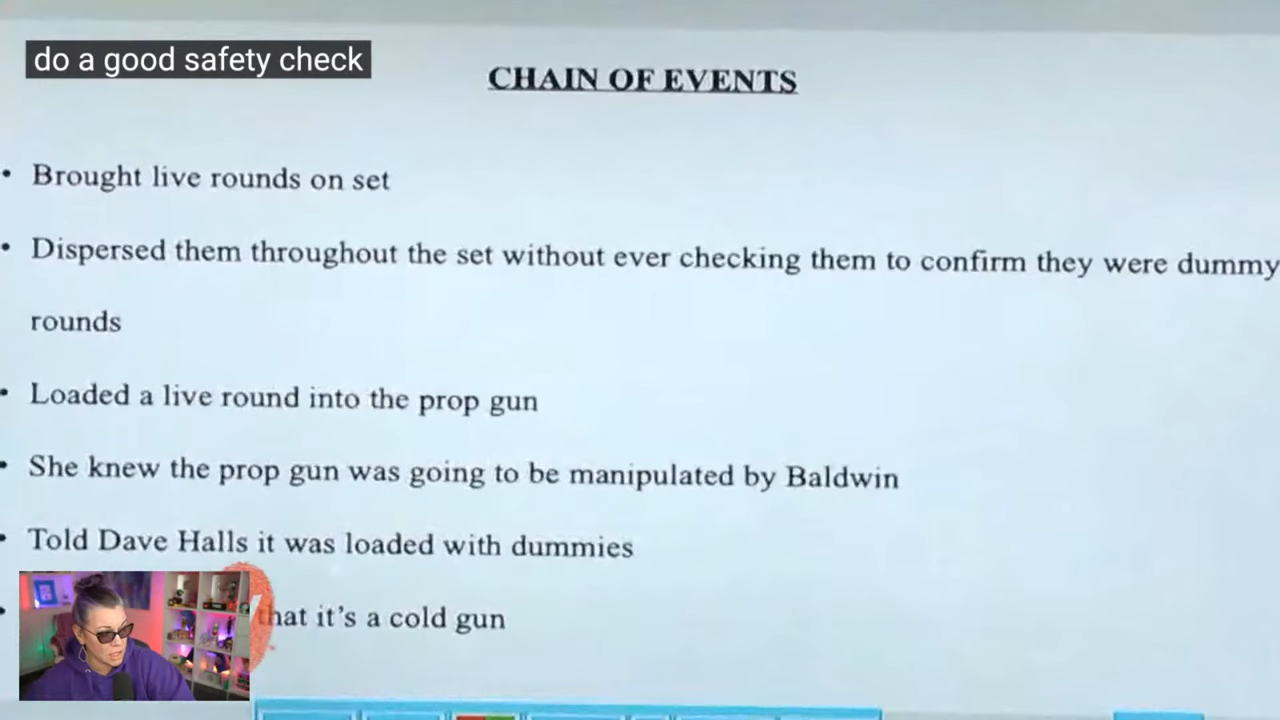 do a good safety check
CHAIN OF EVENTS
• Brought live rounds on set
• Dispersed them throughout the set without ever checking them to confirm they were dummy
rounds
• Loaded a live round into the prop gun
• She knew the prop gun was going to be manipulated by Baldwin
• Told Dave Halls it was loaded with dummies
• that it's a cold gun